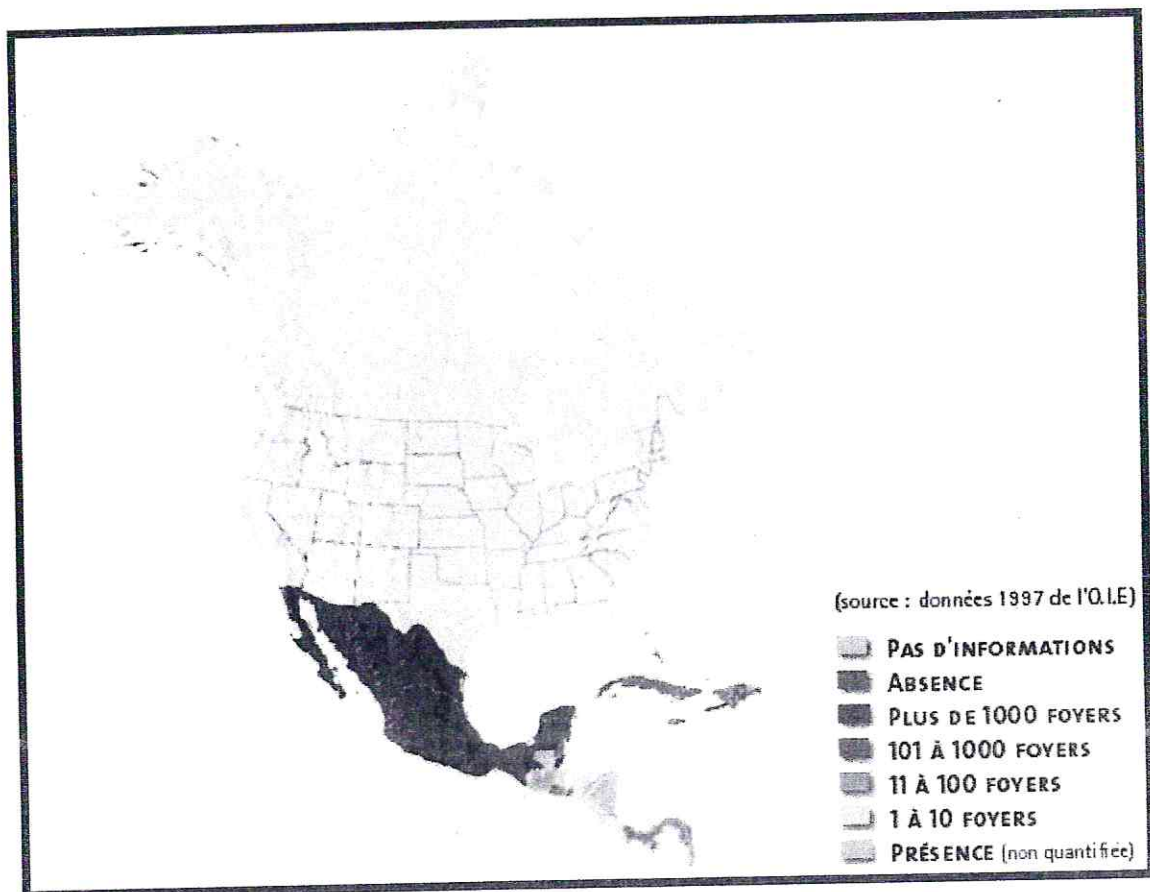 (source : données 1997 de l'O.I.E)
PAS D'INFORMATIONS
ABSENCE
PLUS DE 1000 FOYERS
101 À 1000 FOYERS
11 À 100 FOYERS
1 À 10 FOYERS
PRÉSENCE (non quantifiée)